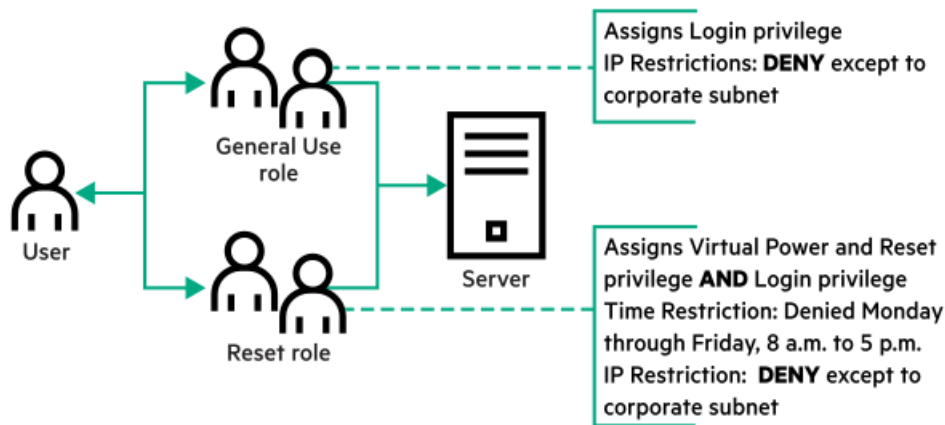 Assigns Login privilege
IP Restrictions: DENY except to
corporate subnet
General Use
role
User
Server
Reset role
Assigns Virtual Power and Reset
privilege AND Login privilege
Time Restriction: Denied Monday
through Friday, 8 a.m. to 5 p.m.
IP Restriction:  DENY except to
corporate subnet